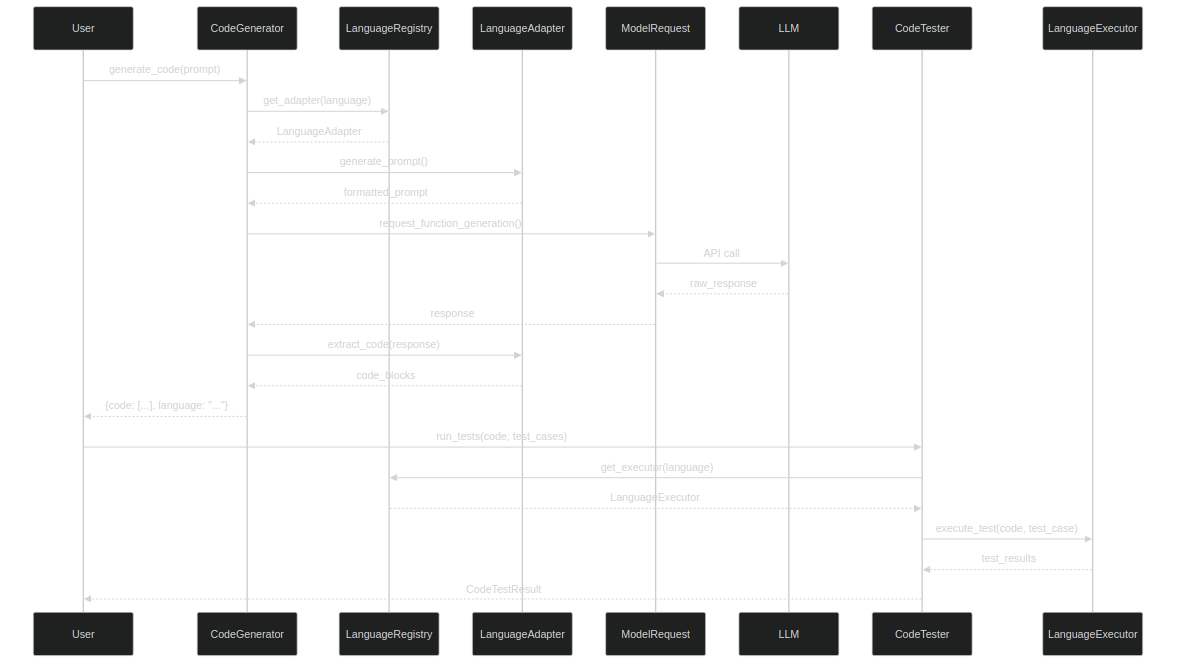 User
CodeGenerator
LanguageRegistry
LanguageAdapter
ModelRequest
LLM
CodeTester
LanguageExecutor
generate_code(prompt)
get_adapter(language)
LanguageAdapter
generate_prompt()
formatted_prompt
request_function_generation()
API call
raw_response
response
extract_code(response)
code_blocks
{code: [...], language: "..."}
run_tests(code, test_cases)
get_executor(language)
LanguageExecutor
execute_test(code, test_case)
test_results
CodeTestResult
User
CodeGenerator
LanguageRegistry
LanguageAdapter
ModelRequest
LLM
CodeTester
LanguageExecutor